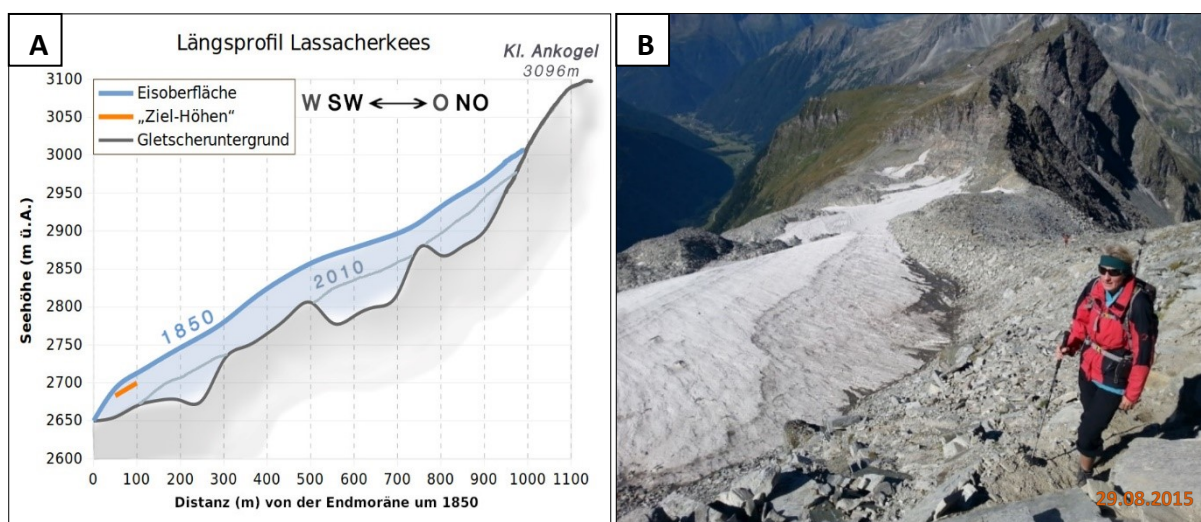 A
Längsprofil Lassacherkees
Kl. Ankogel
3096m
Eisoberfläche
„Ziel-Höhen“
Gletscheruntergrund
W SW ←→ O NO
Seehöhe (m ü.A.)
3100
3050
3000
2950
2900
2850
2800
2750
2700
2650
2600
1850
2010
0 100 200 300 400 500 600 700 800 900 1000 1100
Distanz (m) von der Endmoräne um 1850
B
29.08.2015